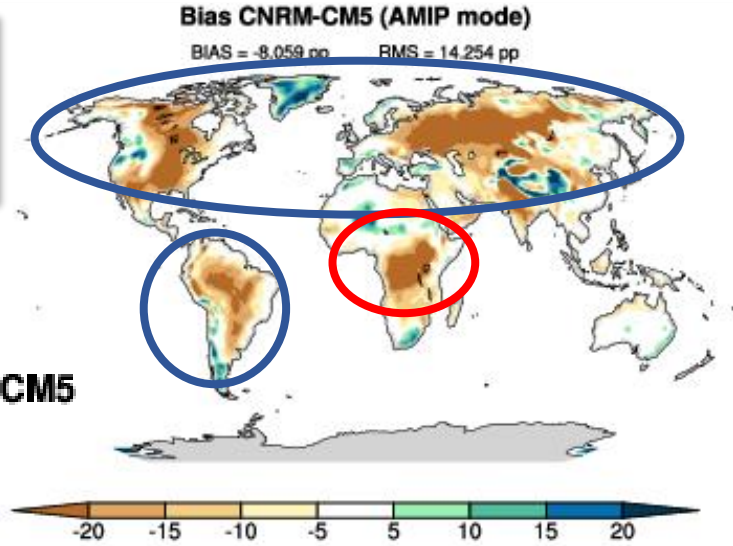 Bias CNRM-CM5 (AMIP mode)
BIAS = -8.059 pp RMS = 14.254 pp
CM5
-20 -15 -10 -5 5 10 15 20